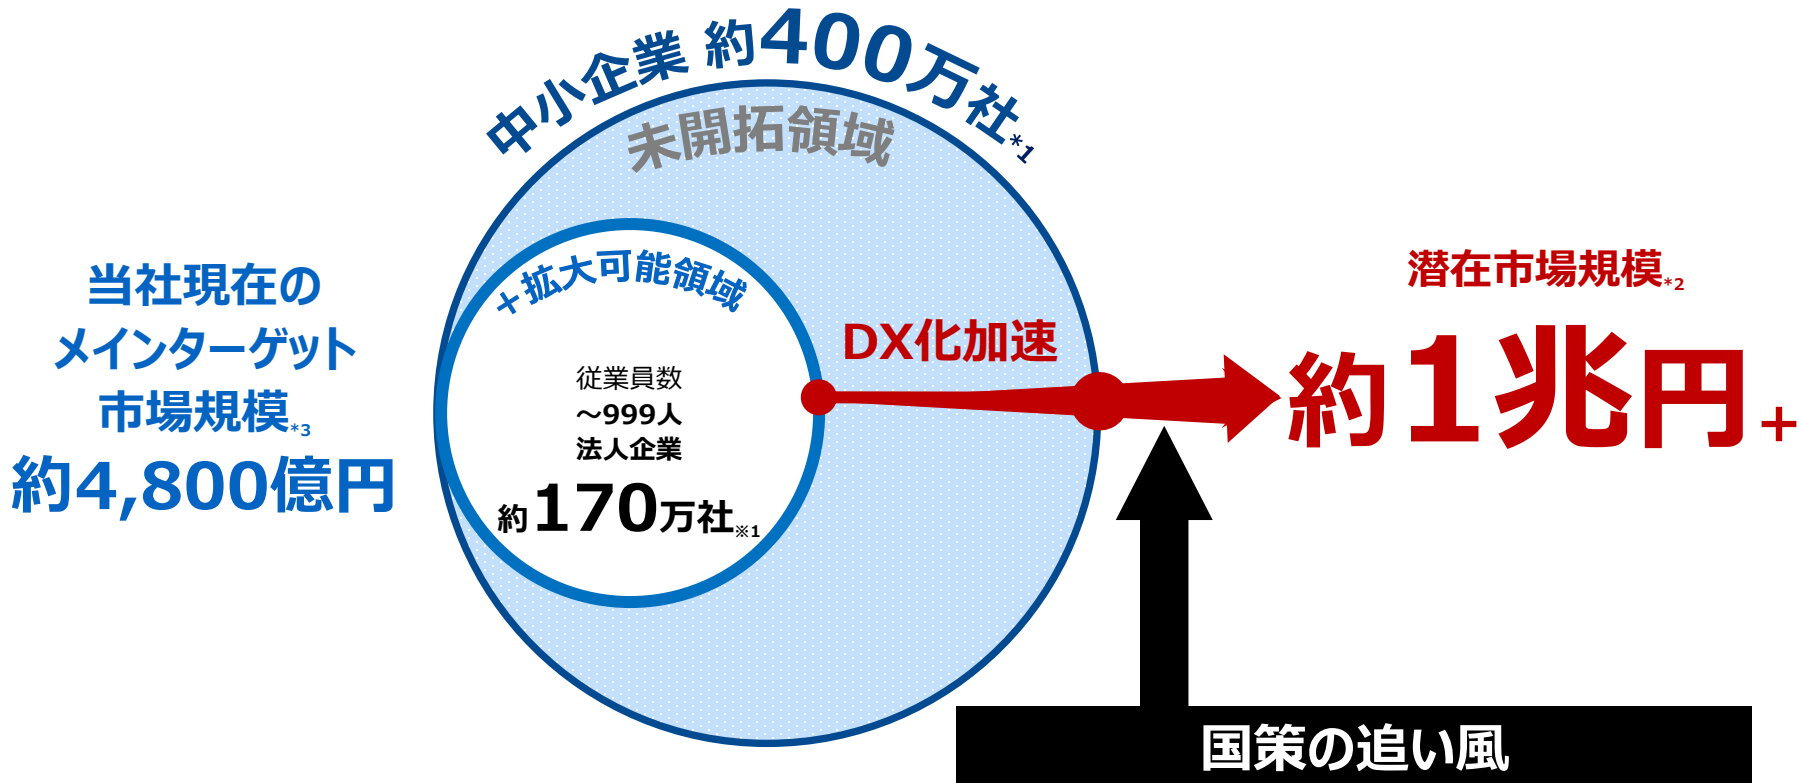 中小企業 約400万社*1
未開拓領域
当社現在の
メインターゲット
市場規模*3
約4,800億円
＋拡大可能領域
従業員数
～999人
法人企業
約170万社※1
DX化加速
潜在市場規模*2
約1兆円+
国策の追い風